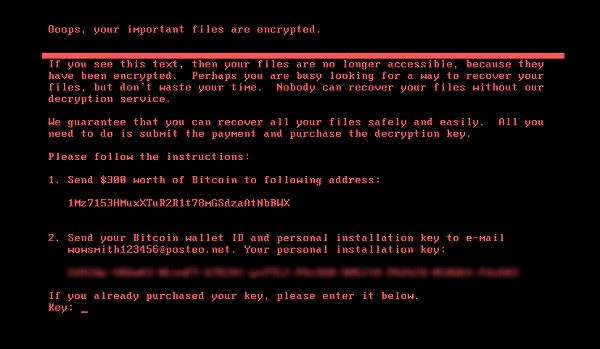 Ooops, your important files are encrypted.
If you see this text, then your files are no longer accessible, because they
have been encrypted. Perhaps you are busy looking for a way to recover your
files, but don't waste your time. Nobody can recover your files without our
decryption service.
We guarantee that you can recover all your files safely and easily. All you
need to do is submit the payment and purchase the decryption key.
Please follow the instructions:
1. Send $300 worth of Bitcoin to following address:
1Mz7153HMuxXTuR2R1t78mGSdzaAtNbBWX
2. Send your Bitcoin wallet ID and personal installation key to e-mail
wowsmith123456@posteo.net. Your personal installation key:
If you already purchased your key, please enter it below.
Key: _